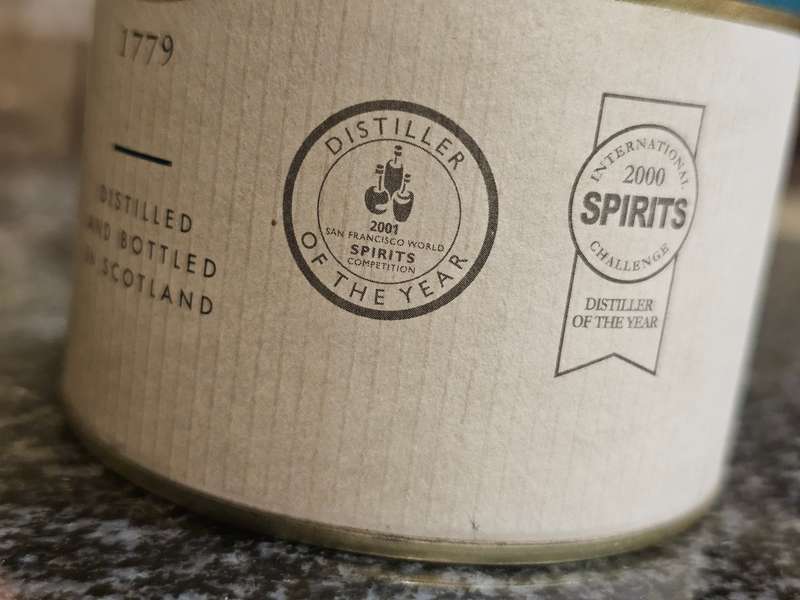 1779
DISTILLED
AND BOTTLED
IN SCOTLAND
DISTILLER
2001
SAN FRANCISCO WORLD
SPIRITS
COMPETITION
OF THE YEAR
INTERNATIONAL
2000
SPIRITS
CHALLENGE
DISTILLER
OF THE YEAR